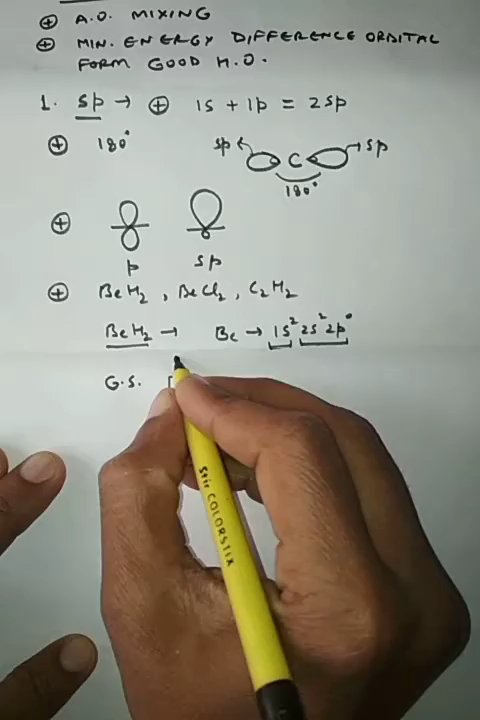 ⊕ A.O. MIXING
⊕ MIN. ENERGY DIFFERENCE ORBITAL
FORM GOOD H.O.
1. sp → ⊕ 1s + 1p = 2sp
⊕ 180°
sp C sp
180°
⊕
p sp
⊕ BeH₂, BeCl₂, C₂H₂
BeH₂ → Be → 1s² 2s² 2p⁰
G.S.
Stic COLORSTIX